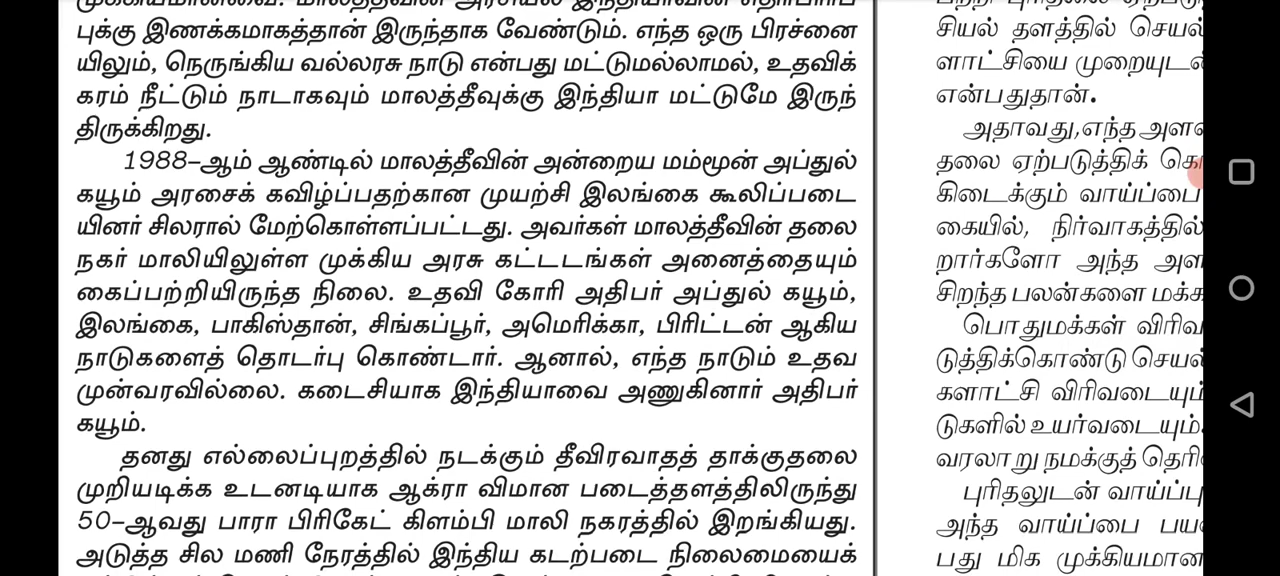 முக்கியமானவை. மாலத்தீவின் அரசியல் இந்தியாவின் எதிர்பார்ப்
புக்கு இணக்கமாகத்தான் இருந்தாக வேண்டும். எந்த ஒரு பிரச்னை
யிலும், நெருங்கிய வல்லரசு நாடு என்பது மட்டுமல்லாமல், உதவிக்
கரம் நீட்டும் நாடாகவும் மாலத்தீவுக்கு இந்தியா மட்டுமே இருந்
திருக்கிறது.
1988-ஆம் ஆண்டில் மாலத்தீவின் அன்றைய மம்மூன் அப்துல்
கயூம் அரசைக் கவிழ்ப்பதற்கான முயற்சி இலங்கை கூலிப்படை
யினர் சிலரால் மேற்கொள்ளப்பட்டது. அவர்கள் மாலத்தீவின் தலை
நகர் மாலியிலுள்ள முக்கிய அரசு கட்டடங்கள் அனைத்தையும்
கைப்பற்றியிருந்த நிலை. உதவி கோரி அதிபர் அப்துல் கயூம்,
இலங்கை, பாகிஸ்தான், சிங்கப்பூர், அமெரிக்கா, பிரிட்டன் ஆகிய
நாடுகளைத் தொடர்பு கொண்டார். ஆனால், எந்த நாடும் உதவ
முன்வரவில்லை. கடைசியாக இந்தியாவை அணுகினார் அதிபர்
கயூம்.
தனது எல்லைப்புறத்தில் நடக்கும் தீவிரவாதத் தாக்குதலை
முறியடிக்க உடனடியாக ஆக்ரா விமான படைத்தளத்திலிருந்து
50-ஆவது பாரா பிரிகேட் கிளம்பி மாலி நகரத்தில் இறங்கியது.
அடுத்த சில மணி நேரத்தில் இந்திய கடற்படை நிலைமையைக்
சியல் தளத்தில் செயல்
ளாட்சியை முறையுடன்
என்பதுதான்.
அதாவது,எந்த அள
தலை ஏற்படுத்திக் கொ
கிடைக்கும் வாய்ப்பை
கையில், நிர்வாகத்தில்
றார்களோ அந்த அள
சிறந்த பலன்களை மக்க
பொதுமக்கள் விரிவ
டுத்திக்கொண்டு செயல்
களாட்சி விரிவடையும்
டுகளில் உயர்வடையும்.
வரலாறு நமக்குத் தெரி
புரிதலுடன் வாய்ப்பு
அந்த வாய்ப்பை பய
பது மிக முக்கியமான